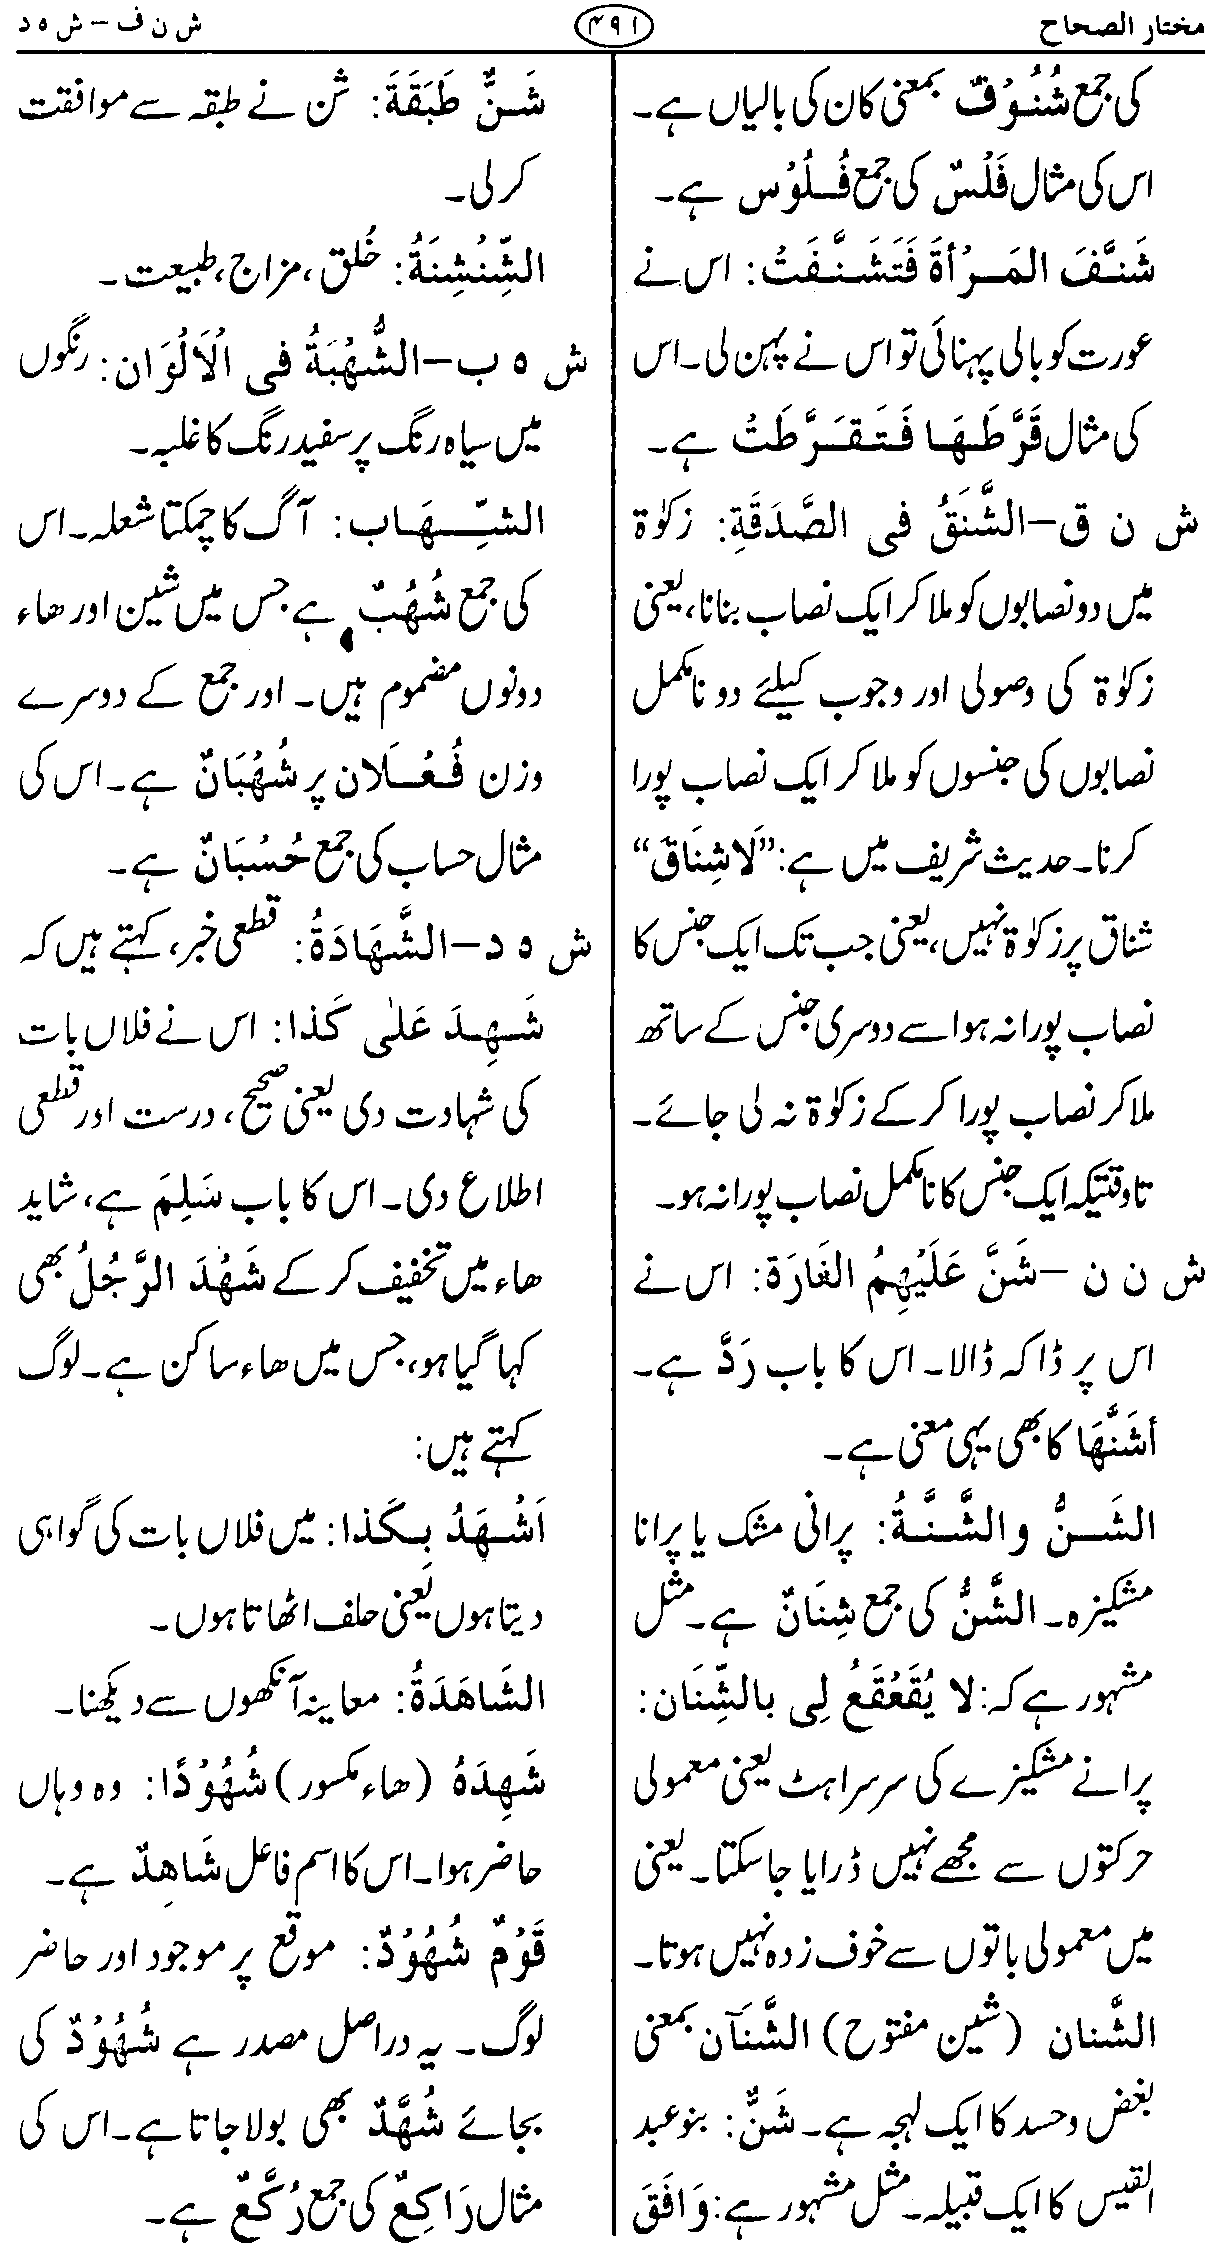 مختار الصحاح
۴۹۱
ش ن ف – ش ہ د
کی جمع شُنُوْفٌ بمعنی کان کی بالیاں ہے۔
اس کی مثال فَلْسٌ کی جمع فُلُوْس ہے۔
شَنَّفَ المَرْأةَ فَتَشَنَّفَتْ: اس نے
عورت کو بالی پہنائی تو اس نے پہن لی۔ اس
کی مثال قَرَّطَهَا فَتَقَرَّطَتْ ہے۔
ش ن ق – الشَّنَقُ فی الصَّدَقَةِ: زکوٰۃ
میں دو نصابوں کو ملا کر ایک نصاب بنانا، یعنی
زکوٰۃ کی وصولی اور وجوب کیلئے دو نامکمل
نصابوں کی جنسوں کو ملا کر ایک نصاب پورا
کرنا۔ حدیث شریف میں ہے: ”لَا شِنَاقَ“
شناق پر زکوٰۃ نہیں، یعنی جب تک ایک جنس کا
نصاب پورا نہ ہوا سے دوسری جنس کے ساتھ
ملا کر نصاب پورا کر کے زکوٰۃ نہ لی جائے۔
تاوقتیکہ ایک جنس کا نامکمل نصاب پورا نہ ہو۔
ش ن ن – شَنَّ عَلَيْهِمُ الغَارَة: اس نے
اس پر ڈاکہ ڈالا۔ اس کا باب رَدَّ ہے۔
أشَنَّهَا کا بھی یہی معنی ہے۔
الشَنُّ والشَّنَّةُ: پرانی مشک یا پرانا
مشکیزہ۔ الشَّنُّ کی جمع شِنَانٌ ہے۔ مثل
مشہور ہے کہ: لا يُقَعْقَعُ لِی بالشِّنَان:
پرانے مشکیزے کی سرسراہٹ یعنی معمولی
حرکتوں سے مجھے نہیں ڈرایا جاسکتا۔ یعنی
میں معمولی باتوں سے خوف زدہ نہیں ہوتا۔
الشَّنان (شین مفتوح) الشَّنَآن بمعنی
بغض وحسد کا ایک لہجہ ہے۔ شَنٌّ: بنو عبد
القیس کا ایک قبیلہ۔ مثل مشہور ہے: وَافَقَ
شَنٌّ طَبَقَةَ: شن نے طبقہ سے موافقت
کرلی۔
الشِّنْشِنَةُ: خُلق، مزاج، طبیعت۔
ش ہ ب – الشُّهْبَةُ فی الْاَلْوَان: رنگوں
میں سیاہ رنگ پر سفید رنگ کا غلبہ۔
الشِّهَاب: آگ کا چمکتا شعلہ۔ اس
کی جمع شُهُبٌ ہے جس میں شین اور ھاء
دونوں مضموم ہیں۔ اور جمع کے دوسرے
وزن فُعْلَان پر شُهْبَانٌ ہے۔ اس کی
مثال حساب کی جمع حُسْبَانٌ ہے۔
ش ہ د – الشَّهَادَةُ: قطعی خبر، کہتے ہیں کہ
شَهِدَ عَلیٰ کَذا: اس نے فلاں بات
کی شہادت دی یعنی صحیح، درست اور قطعی
اطلاع دی۔ اس کا باب سَلِمَ ہے، شاید
ھاء میں تخفیف کر کے شَهْدَ الرَّجُلُ بھی
کہا گیا ہو، جس میں ھاء ساکن ہے۔ لوگ
کہتے ہیں:
اَشْهَدُ بِکَذا: میں فلاں بات کی گواہی
دیتا ہوں یعنی حلف اٹھاتا ہوں۔
الشَاهَدَةُ: معاینہ آنکھوں سے دیکھنا۔
شَهِدَهُ (ھاء مکسور) شُهُوْدًا: وہ وہاں
حاضر ہوا۔ اس کا اسم فاعل شَاهِدٌ ہے۔
قَوْمٌ شُهُوْدٌ: موقع پر موجود اور حاضر
لوگ۔ یہ دراصل مصدر ہے شُهُوْدٌ کی
بجائے شُهَّدٌ بھی بولا جاتا ہے۔ اس کی
مثال رَاکِعٌ کی جمع رُکَّعٌ ہے۔